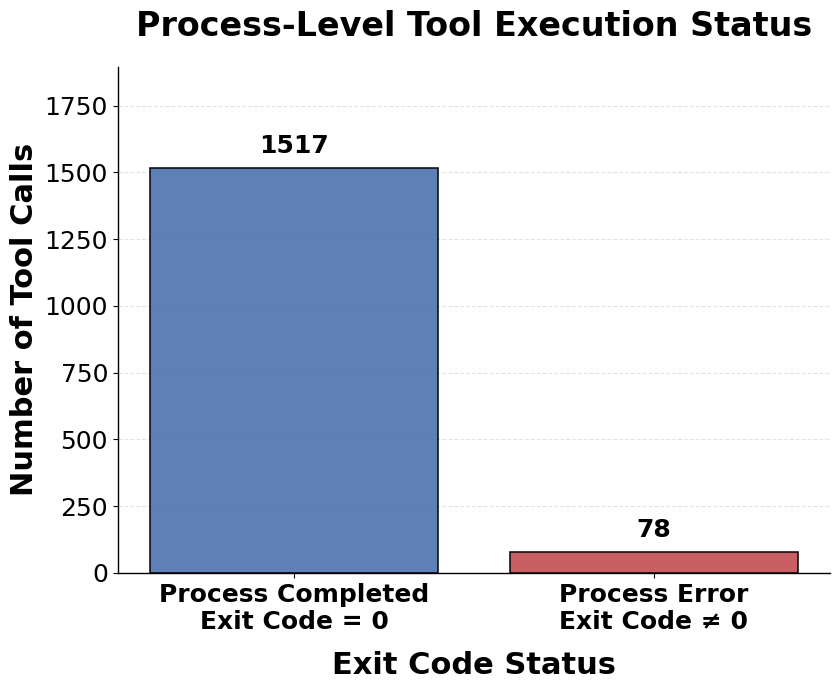 Process-Level Tool Execution Status
Number of Tool Calls
1750
1500
1250
1000
750
500
250
0
1517
78
Process Completed
Exit Code = 0
Process Error
Exit Code ≠ 0
Exit Code Status